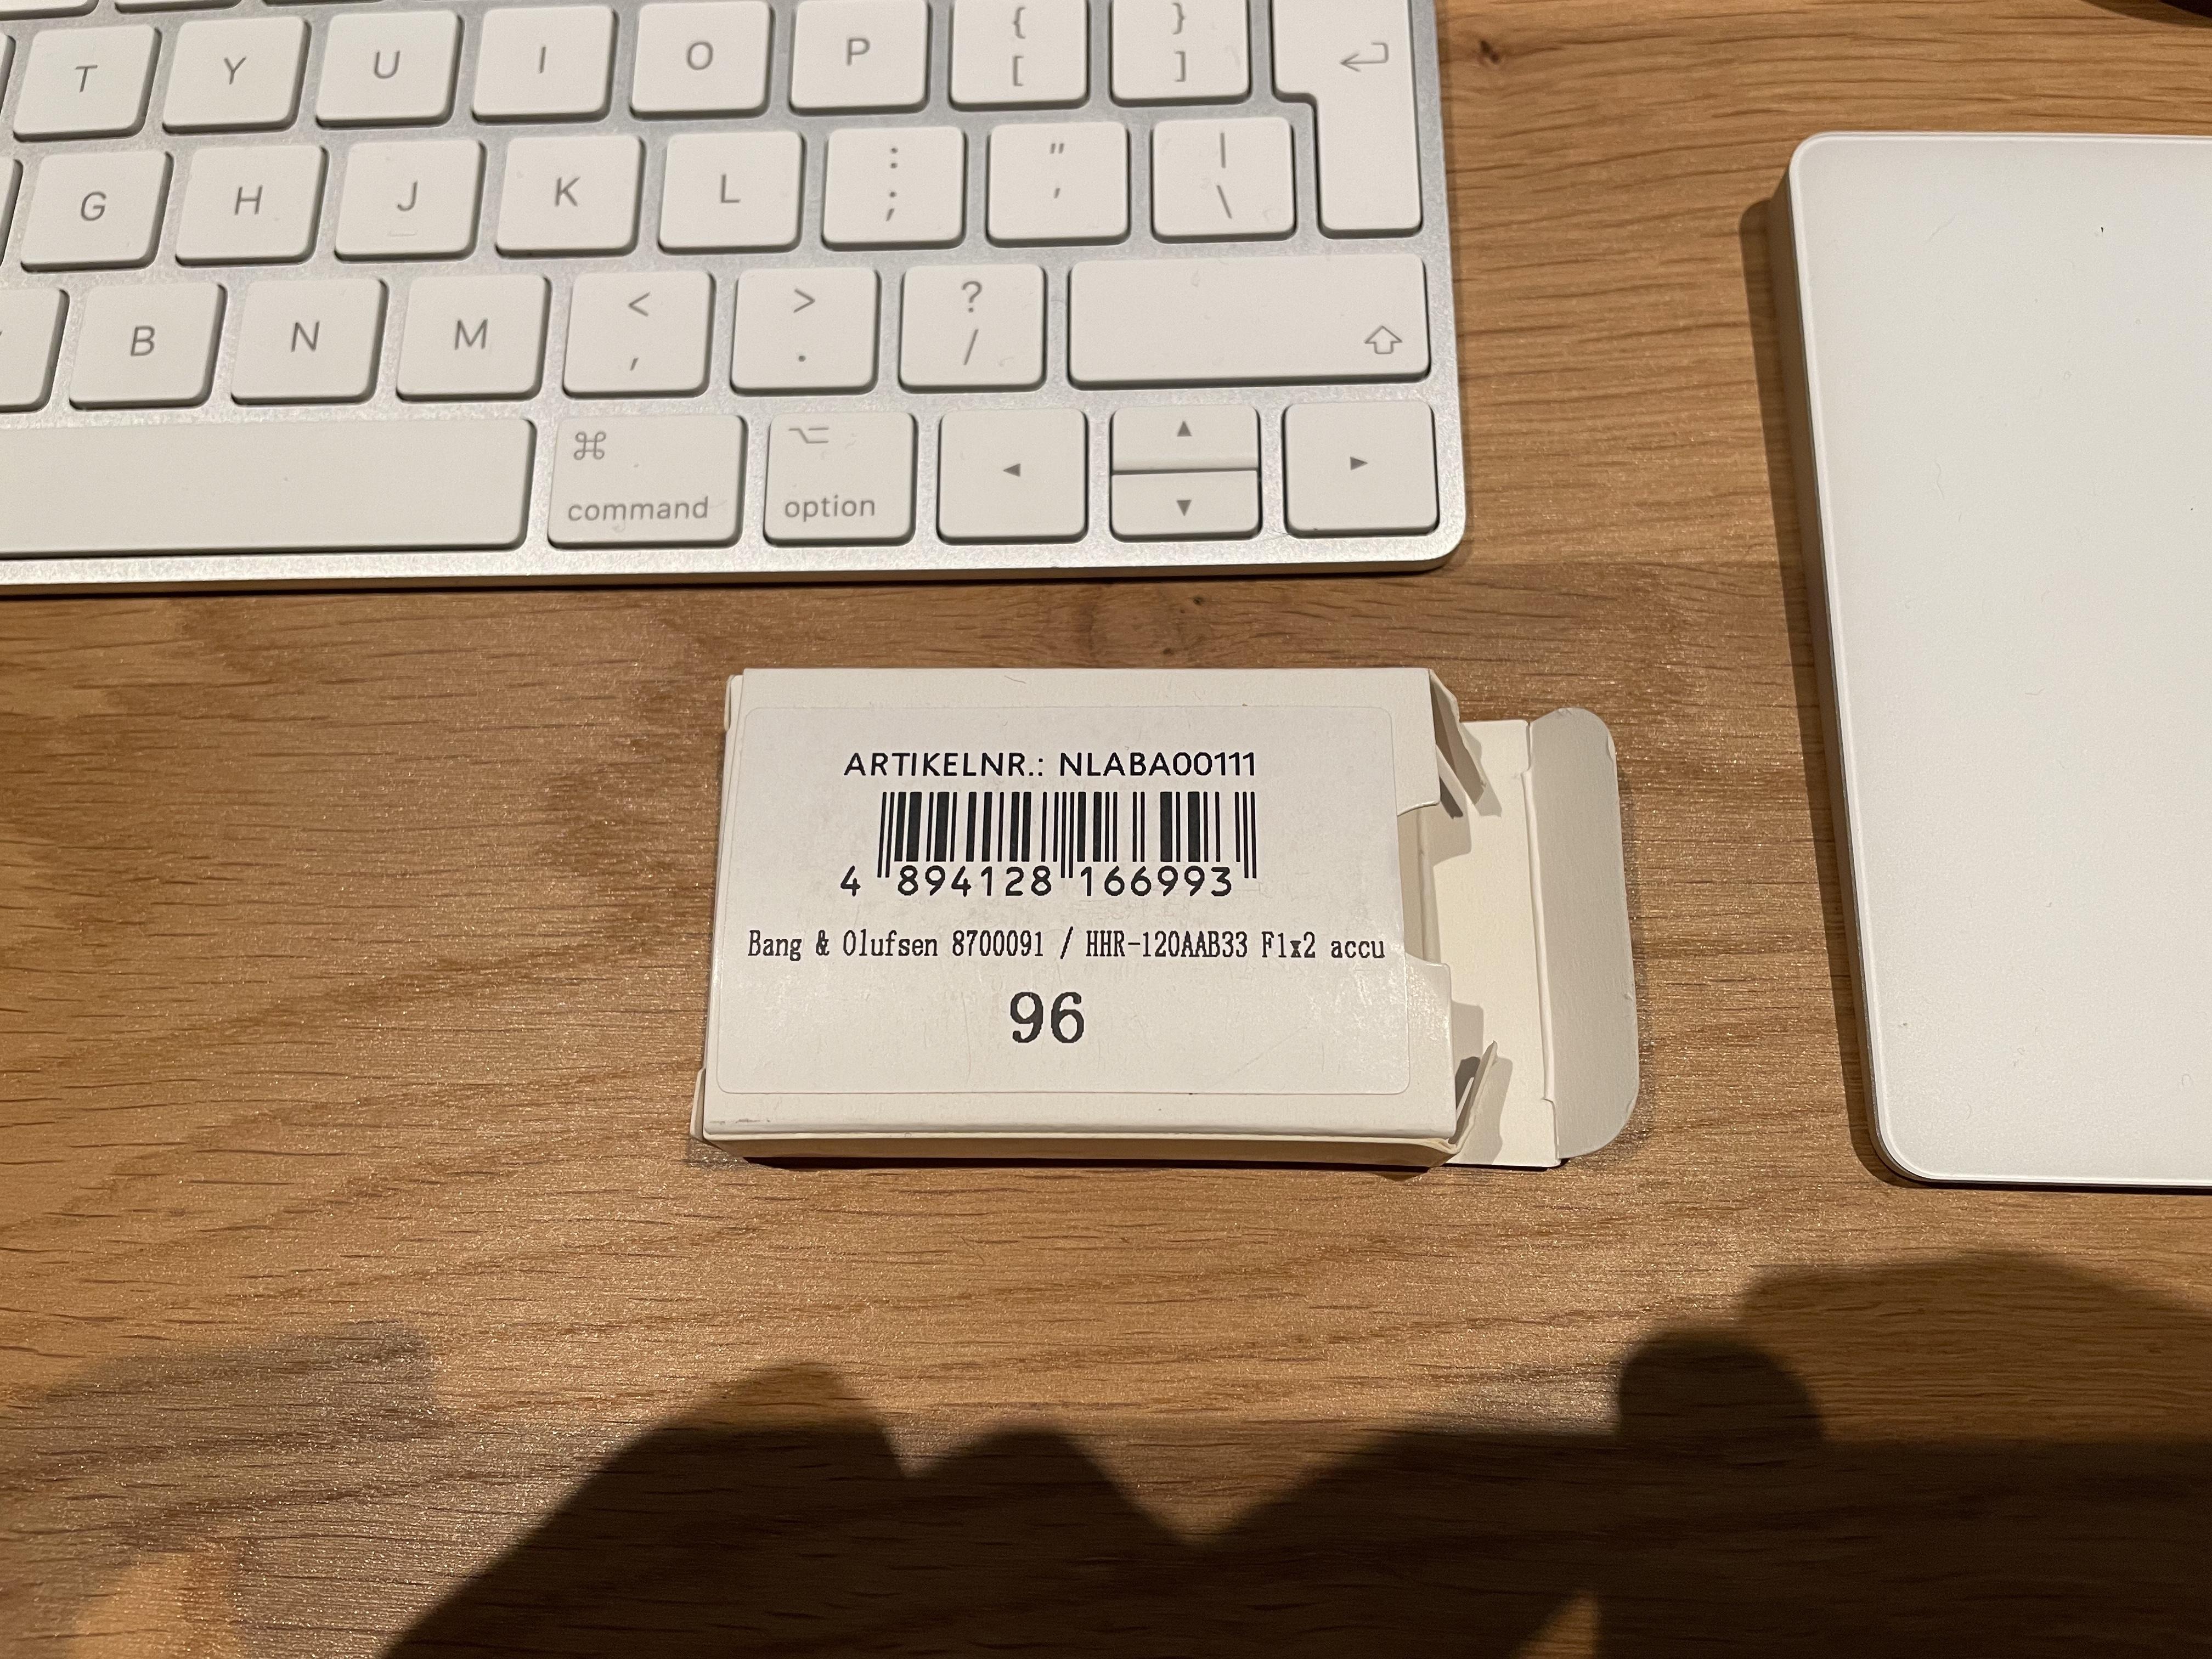 T Y U I O P { }
[ ]
G H J K L : " |
; ' \
B N M < > ?
, . /
⌘ ⌥
command option ◀ ▲ ▼ ▶
ARTIKELNR.: NLABA00111
4 894128 166993
Bang & Olufsen 8700091 / HHR-120AAB33 F1x2 accu
96